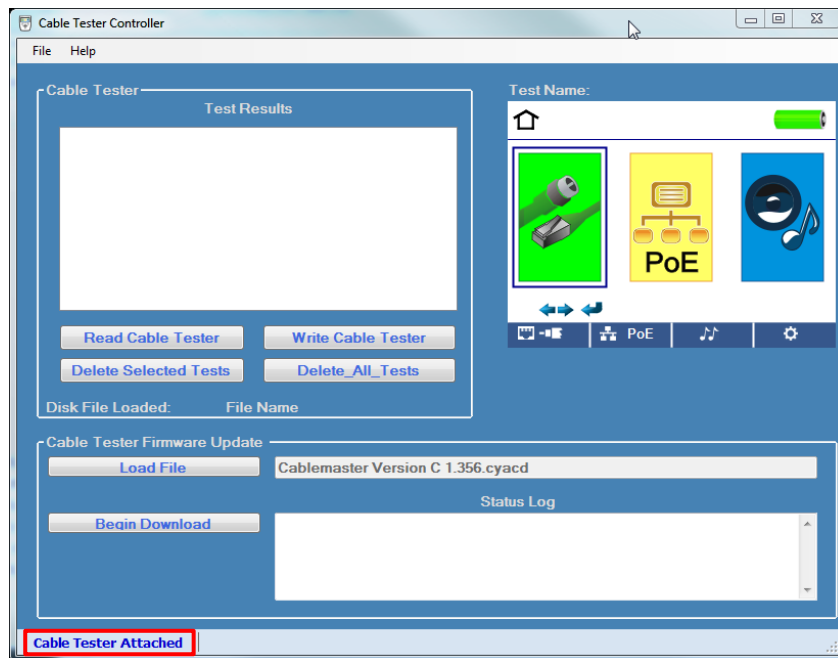 Cable Tester Controller
File Help
Cable Tester
Test Results
Read Cable Tester
Write Cable Tester
Delete Selected Tests
Delete_All_Tests
Disk File Loaded: File Name
Test Name:
PoE
PoE
Cable Tester Firmware Update
Load File
Cablemaster Version C 1.356.cyacd
Status Log
Begin Download
Cable Tester Attached